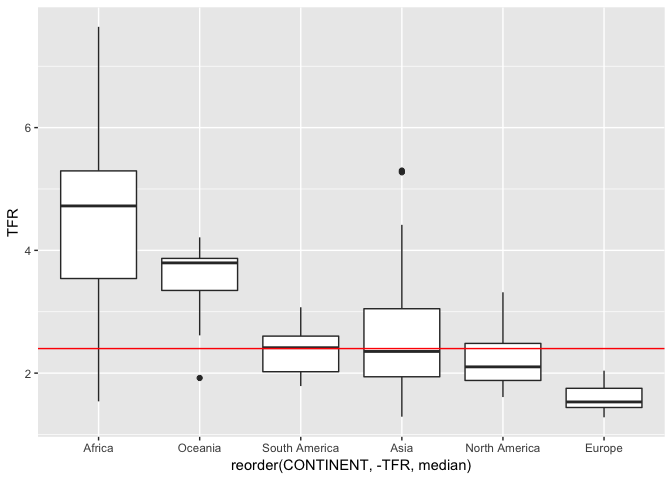 TFR
6
4
2
Africa Oceania South America Asia North America Europe
reorder(CONTINENT, -TFR, median)